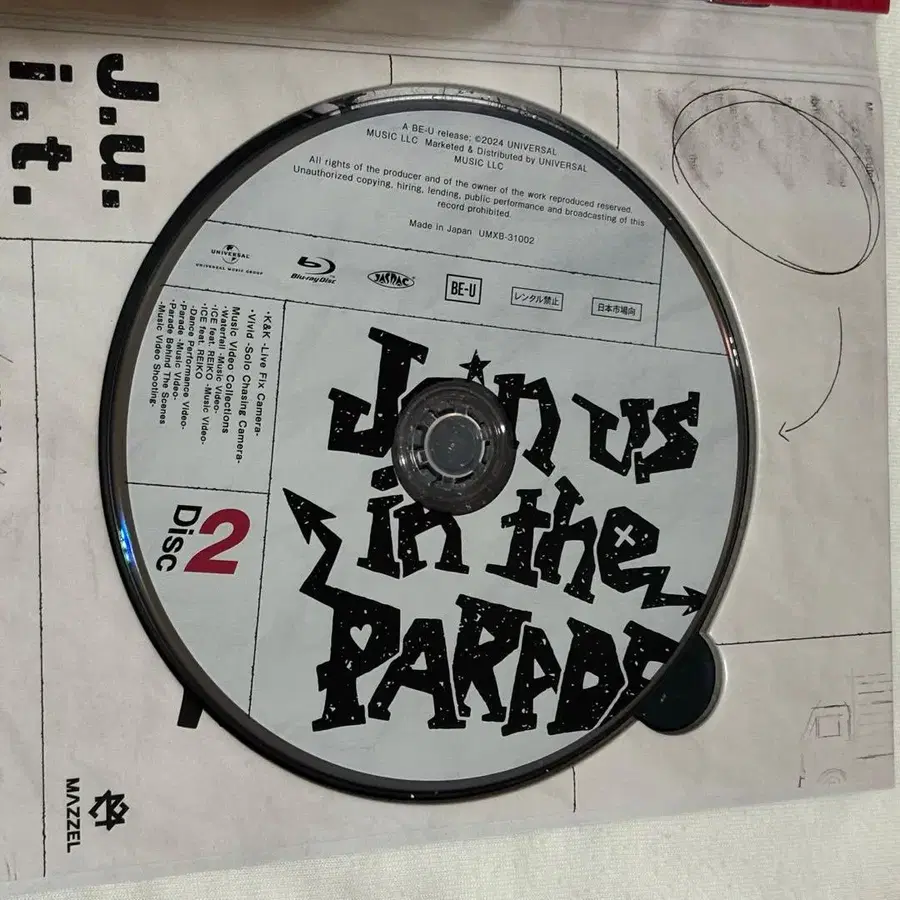 J.u.
i.t.
A BE-U release; ©2024 UNIVERSAL
MUSIC LLC Marketed & Distributed by UNIVERSAL
MUSIC LLC
All rights of the producer and of the owner of the work reproduced reserved.
Unauthorized copying, hiring, lending, public performance and broadcasting of this
record prohibited.
Made in Japan UMXB-31002
UNIVERSAL
UNIVERSAL MUSIC GROUP
Blu-ray Disc
JASRAC
BE-U
レンタル禁止
日本市場向
・K&K -Live Fix Camera-
・Vivid -Solo Chasing Camera-
Music Video Collections
・Waterfall -Music Video-
・ICE feat. REIKO -Music Video-
・ICE feat. REIKO
-Dance Performance Video-
・Parade -Music Video-
・Parade Behind The Scenes
-Music Video Shooting-
Disc
2
Join us
in the
PARADE
MAZZEL